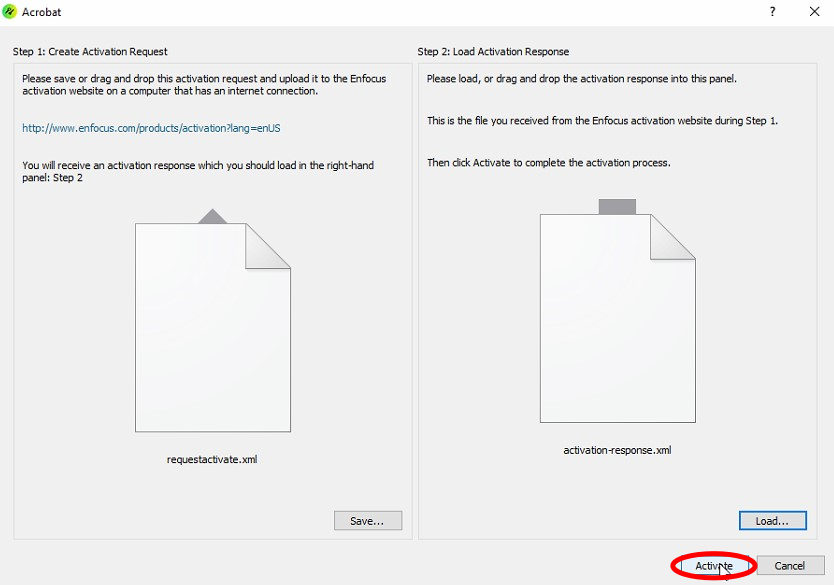 Acrobat
Step 1: Create Activation Request
Please save or drag and drop this activation request and upload it to the Enfocus
activation website on a computer that has an internet connection.
http://www.enfocus.com/products/activation?lang=enUS
You will receive an activation response which you should load in the right-hand
panel: Step 2
requestactivate.xml
Save...
Step 2: Load Activation Response
Please load, or drag and drop the activation response into this panel.
This is the file you received from the Enfocus activation website during Step 1.
Then click Activate to complete the activation process.
activation-response.xml
Load...
Activate
Cancel